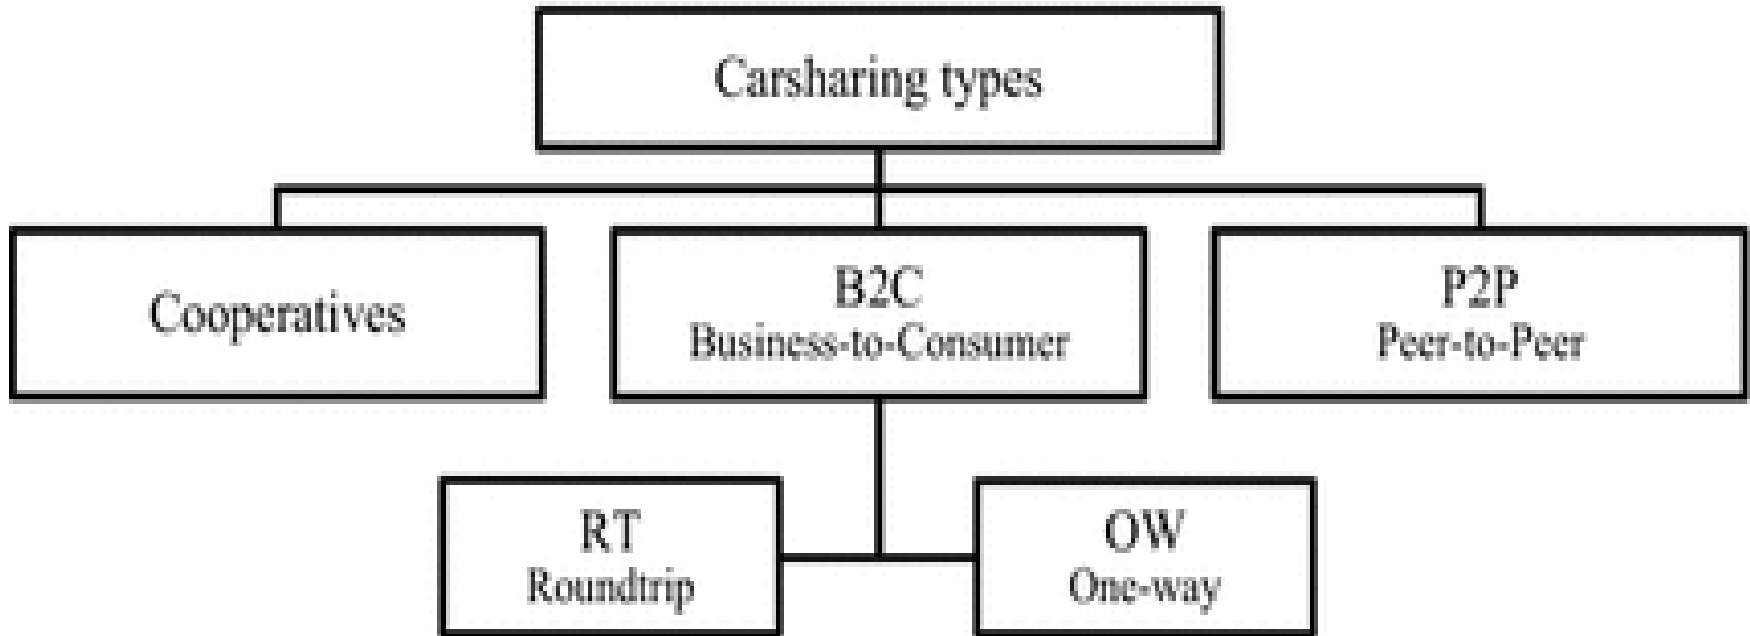 Carsharing types
Cooperatives
B2C
Business-to-Consumer
P2P
Peer-to-Peer
RT
Roundtrip
OW
One-way